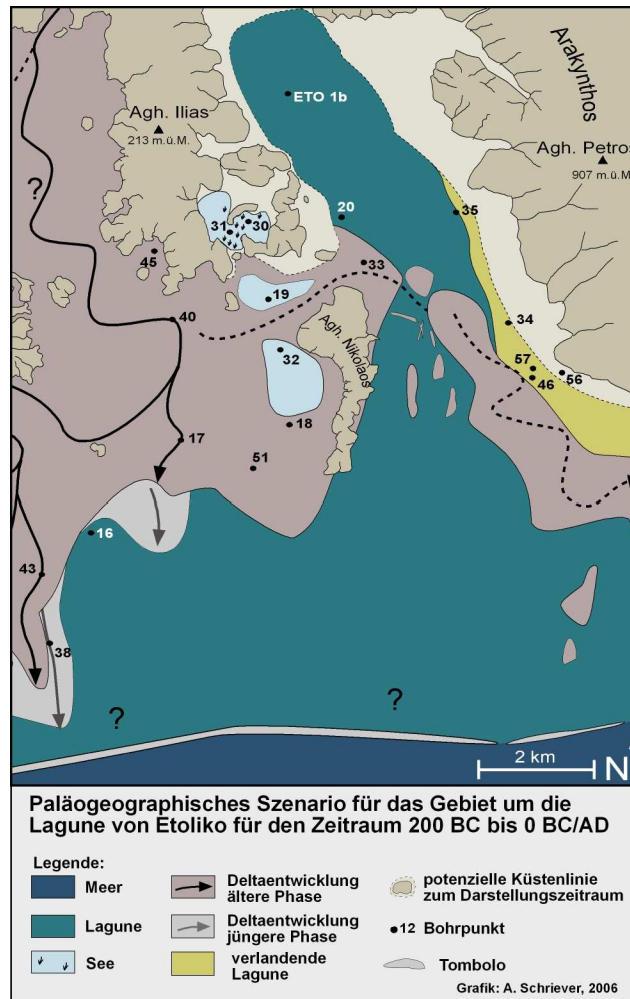 Arakynthos
ETO 1b
Agh. Ilias
213 m.ü.M.
Agh. Petros
907 m.ü.M.
?
35
20
31
30
45
33
19
40
34
Agh. Nikolaos
32
57
56
46
18
17
51
16
43
38
?
?
2 km
N
Paläogeographisches Szenario für das Gebiet um die
Lagune von Etoliko für den Zeitraum 200 BC bis 0 BC/AD
Legende:
Meer
Deltaentwicklung
ältere Phase
potenzielle Küstenlinie
zum Darstellungszeitraum
Lagune
Deltaentwicklung
jüngere Phase
12 Bohrpunkt
See
verlandende
Lagune
Tombolo
Grafik: A. Schriever, 2006